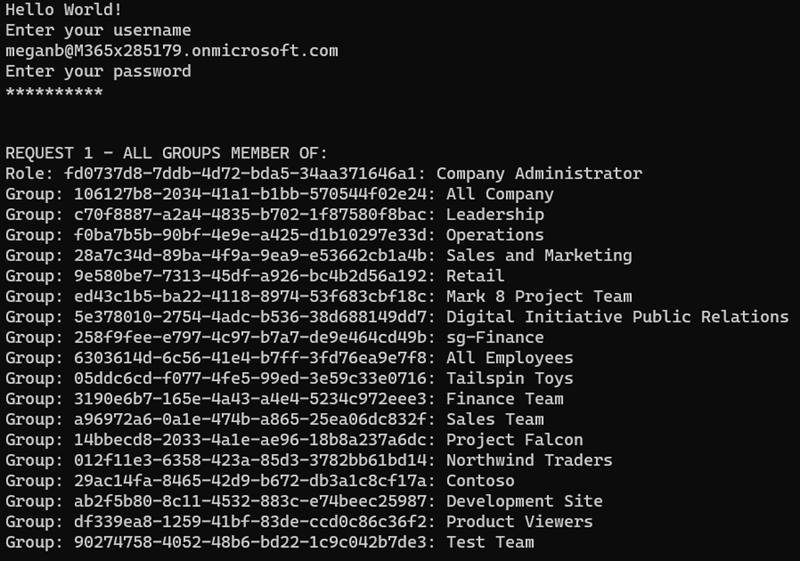 Hello World!
Enter your username
meganb@M365x285179.onmicrosoft.com
Enter your password
**********
REQUEST 1 - ALL GROUPS MEMBER OF:
Role: fd0737d8-7ddb-4d72-bda5-34aa371646a1: Company Administrator
Group: 106127b8-2034-41a1-b1bb-570544f02e24: All Company
Group: c70f8887-a2a4-4835-b702-1f87580f8bac: Leadership
Group: f0ba7b5b-90bf-4e9e-a425-d1b10297e33d: Operations
Group: 28a7c34d-89ba-4f9a-9ea9-e53662cb1a4b: Sales and Marketing
Group: 9e580be7-7313-45df-a926-bc4b2d56a192: Retail
Group: ed43c1b5-ba22-4118-8974-53f683cbf18c: Mark 8 Project Team
Group: 5e378010-2754-4adc-b536-38d688149dd7: Digital Initiative Public Relations
Group: 258f9fee-e797-4c97-b7a7-de9e464cd49b: sg-Finance
Group: 6303614d-6c56-41e4-b7ff-3fd76ea9e7f8: All Employees
Group: 05ddc6cd-f077-4fe5-99ed-3e59c33e0716: Tailspin Toys
Group: 3190e6b7-165e-4a43-a4e4-5234c972eee3: Finance Team
Group: a96972a6-0a1e-474b-a865-25ea06dc832f: Sales Team
Group: 14bbecd8-2033-4a1e-ae96-18b8a237a6dc: Project Falcon
Group: 012f11e3-6358-423a-85d3-3782bb61bd14: Northwind Traders
Group: 29ac14fa-8465-42d9-b672-db3a1c8cf17a: Contoso
Group: ab2f5b80-8c11-4532-883c-e74beec25987: Development Site
Group: df339ea8-1259-41bf-83de-ccd0c86c36f2: Product Viewers
Group: 90274758-4052-48b6-bd22-1c9c042b7de3: Test Team